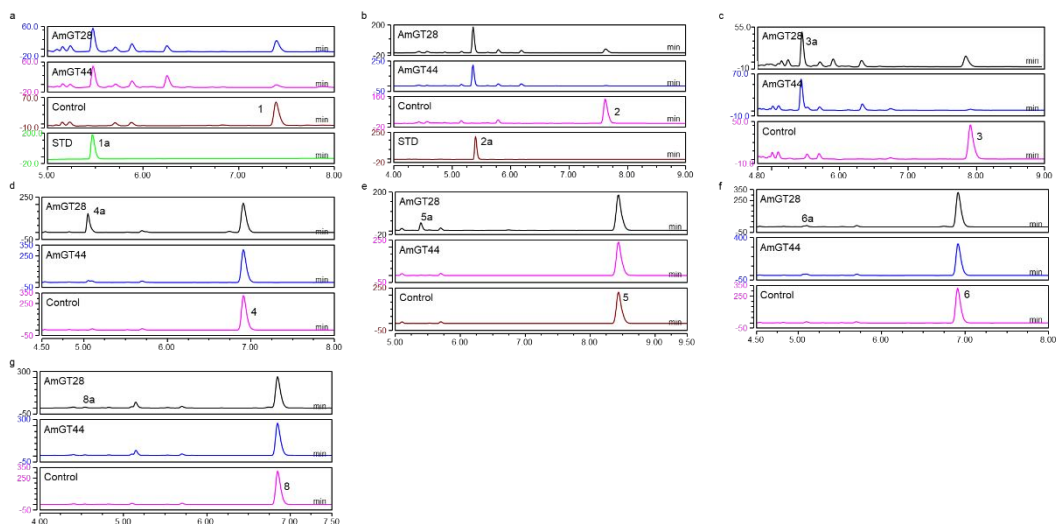 a
60.0
AmGT28
20.0
min
60.0
AmGT44
-20.0
min
70.0
Control
1
-10.0
min
200.0
STD
1a
20.0
min
5.00
6.00
7.00
8.00
b
200
AmGT28
-20
min
250
AmGT44
-50
min
160
Control
2
-20
min
250
STD
2a
-20
min
4.00
5.00
6.00
7.00
8.00
9.00
c
55.0
AmGT28
3a
-10
min
70.0
AmGT44
-10.0
min
50.0
Control
3
-10.0
min
4.80
6.00
7.00
8.00
9.00
d
250
AmGT28
4a
-50
min
350
250
AmGT44
-50
min
350
250
Control
4
-50
min
4.50
5.00
6.00
7.00
8.00
e
200
AmGT28
5a
20
min
250
AmGT44
-50
min
250
Control
5
-50
min
5.00
6.00
7.00
8.00
9.00
9.50
f
350
250
AmGT28
6a
-50
min
400
AmGT44
-50
min
350
250
Control
6
-50
min
4.50
5.00
6.00
7.00
8.00
g
300
AmGT28
8a
-50
min
300
AmGT44
-50
min
350
250
Control
8
-50
min
4.00
5.00
6.00
7.00
7.50